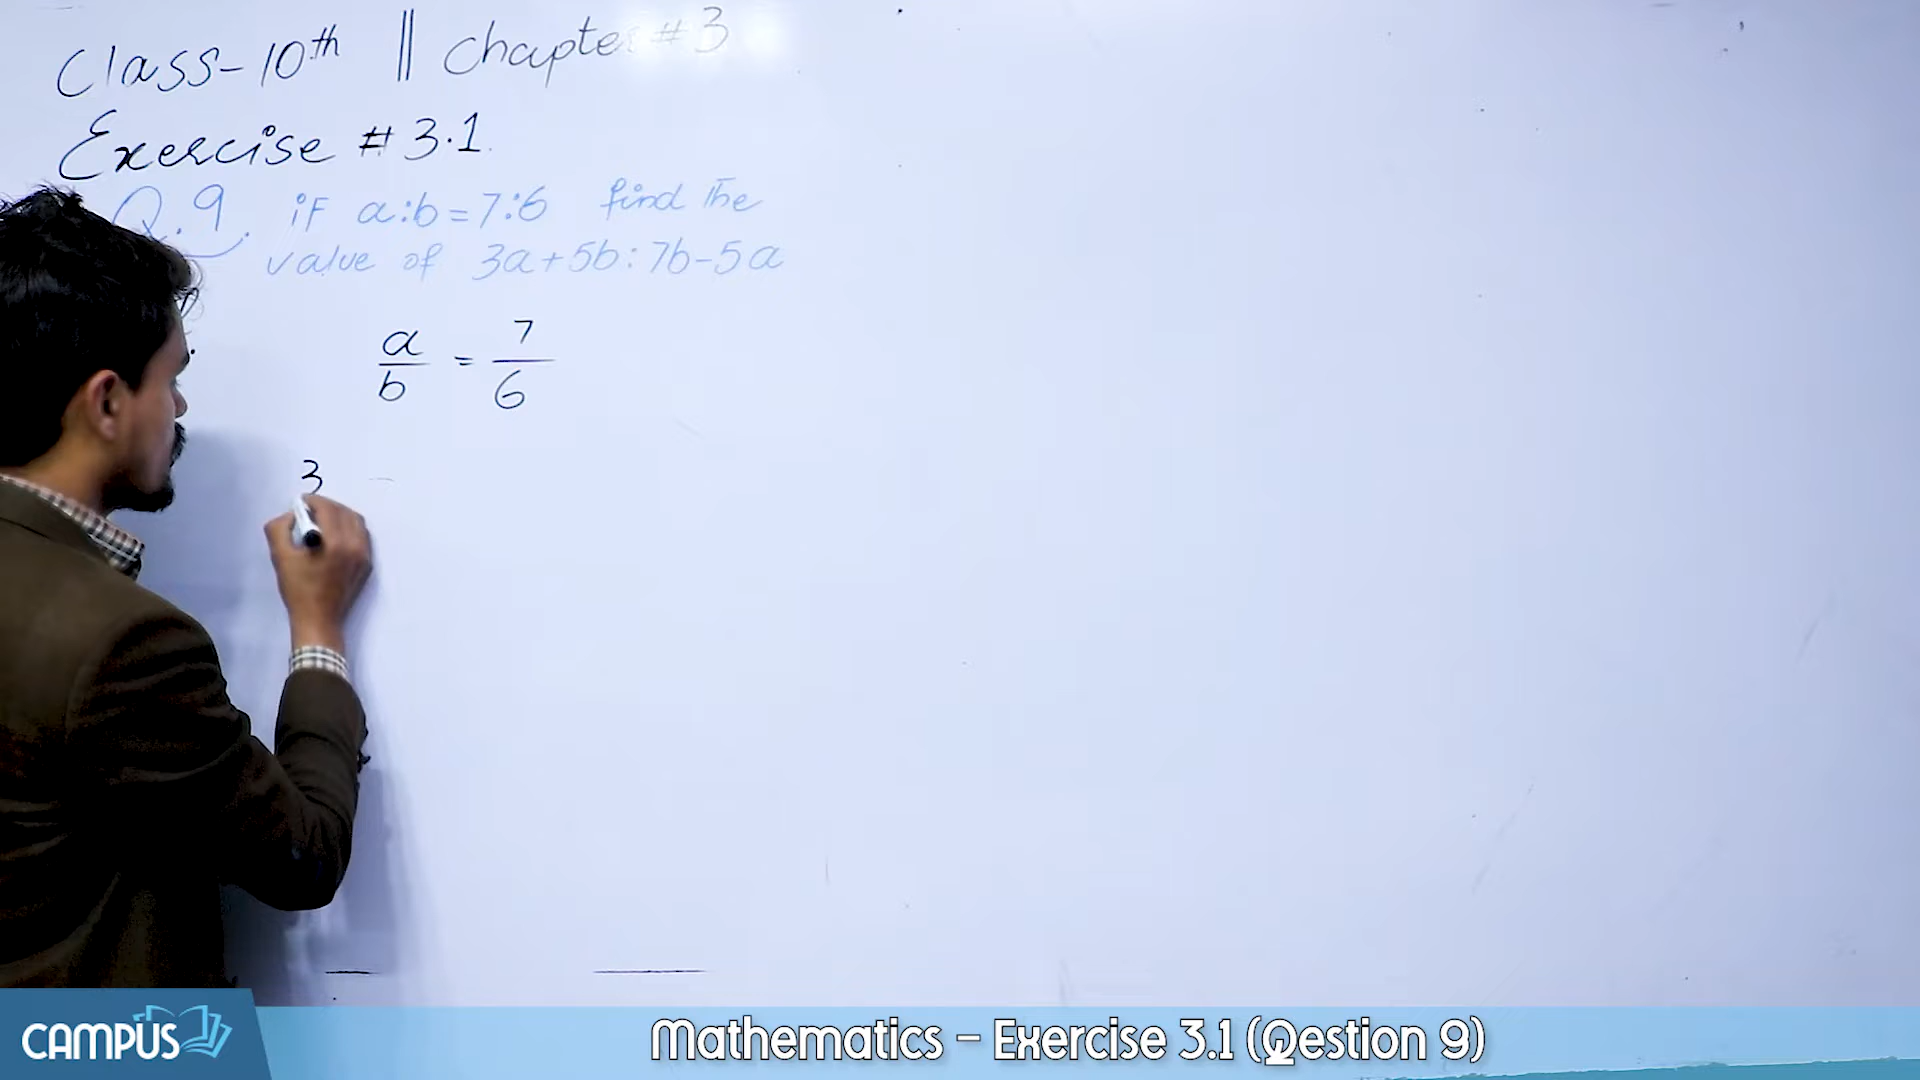 Class-10th || Chapter #3
Exercise #3.1
Q.9. if a:b=7:6 find the
value of 3a+5b:7b-5a
a/b = 7/6
3
CAMPUS
Mathematics – Exercise 3.1 (Qestion 9)